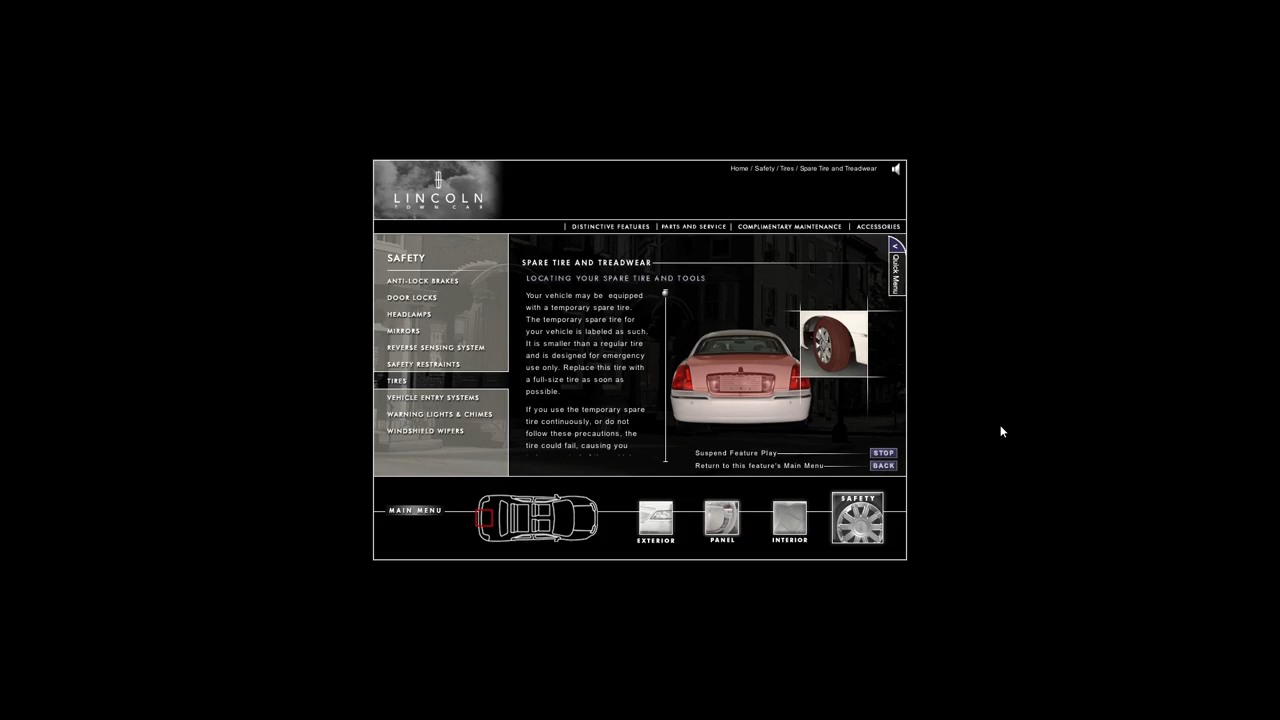 Home / Safety / Tires / Spare Tire and Treadwear
LINCOLN
TOWN CAR
DISTINCTIVE FEATURES
PARTS AND SERVICE
COMPLIMENTARY MAINTENANCE
ACCESSORIES
SAFETY
ANTI-LOCK BRAKES
DOOR LOCKS
HEADLAMPS
MIRRORS
REVERSE SENSING SYSTEM
SAFETY RESTRAINTS
TIRES
VEHICLE ENTRY SYSTEMS
WARNING LIGHTS & CHIMES
WINDSHIELD WIPERS
SPARE TIRE AND TREADWEAR
LOCATING YOUR SPARE TIRE AND TOOLS
Your vehicle may be equipped
with a temporary spare tire.
The temporary spare tire for
your vehicle is labeled as such.
It is smaller than a regular tire
and is designed for emergency
use only. Replace this tire with
a full-size tire as soon as
possible.
If you use the temporary spare
tire continuously, or do not
follow these precautions, the
tire could fail, causing you
< Quick Menu
Suspend Feature Play
STOP
Return to this feature's Main Menu
BACK
MAIN MENU
EXTERIOR
PANEL
INTERIOR
SAFETY